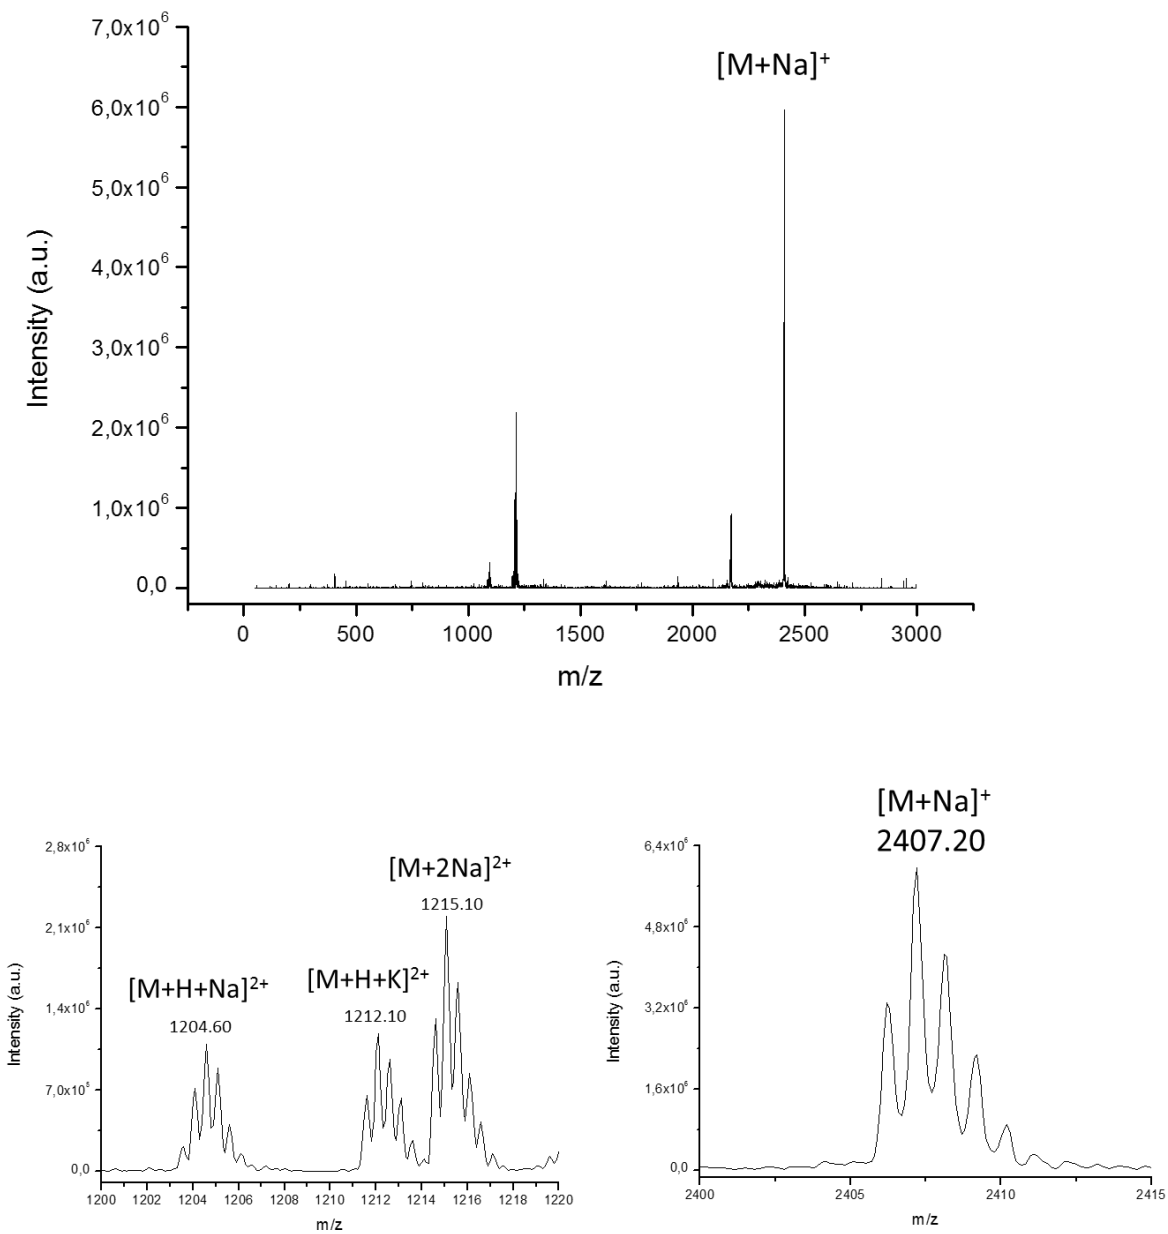 7,0x10⁶
[M+Na]⁺
6,0x10⁶
5,0x10⁶
4,0x10⁶
Intensity (a.u.)
3,0x10⁶
2,0x10⁶
1,0x10⁶
0,0
0 500 1000 1500 2000 2500 3000
m/z
[M+Na]⁺
2407.20
2,8x10⁶
[M+2Na]²⁺
1215.10
2,1x10⁶
[M+H+K]²⁺
1212.10
[M+H+Na]²⁺
1204.60
1,4x10⁶
Intensity (a.u.)
7,0x10⁵
0,0
1200 1202 1204 1206 1208 1210 1212 1214 1216 1218 1220
m/z
6,4x10⁶
4,8x10⁶
Intensity (a.u.)
3,2x10⁶
1,6x10⁶
0,0
2400 2405 2410 2415
m/z